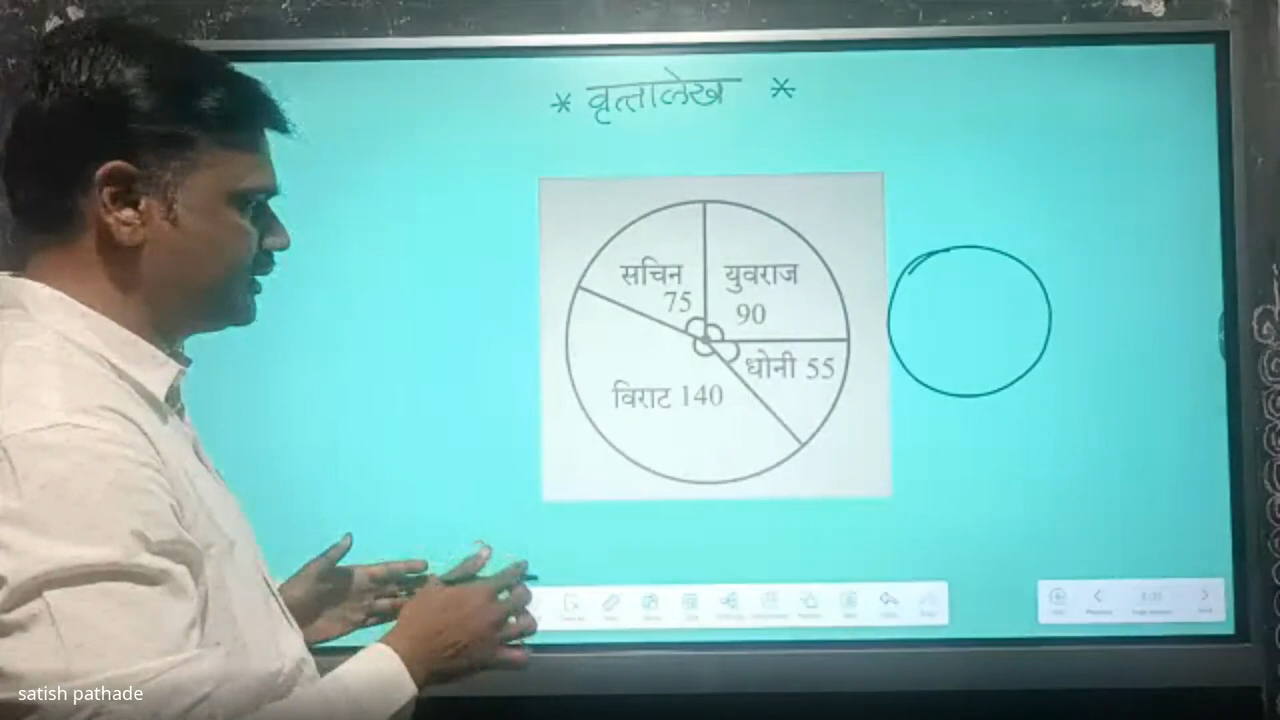 * वृत्तालेख *
सचिन
75
युवराज
90
धोनी 55
विराट 140
satish pathade